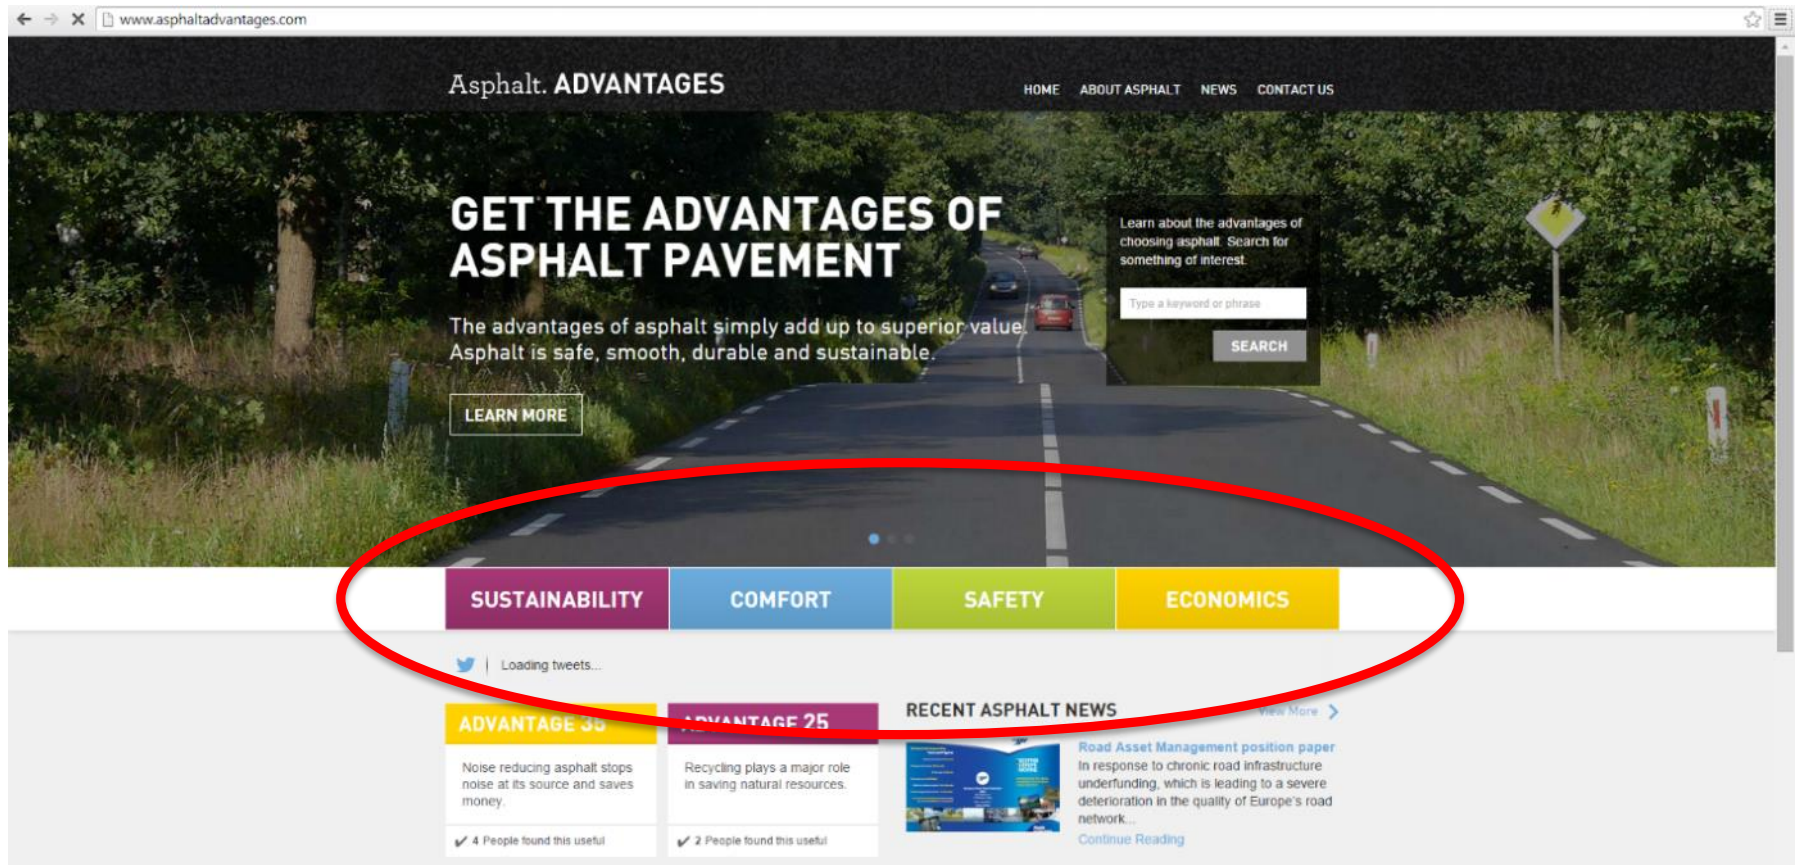 www.asphaltadvantages.com
Asphalt. ADVANTAGES
HOME ABOUT ASPHALT NEWS CONTACT US
GET THE ADVANTAGES OF
ASPHALT PAVEMENT
The advantages of asphalt simply add up to superior value.
Asphalt is safe, smooth, durable and sustainable.
LEARN MORE
Learn about the advantages of
choosing asphalt. Search for
something of interest.
Type a keyword or phrase
SEARCH
SUSTAINABILITY COMFORT SAFETY ECONOMICS
Loading tweets...
ADVANTAGE 35
Noise reducing asphalt stops
noise at its source and saves
money.
4 People found this useful
ADVANTAGE 25
Recycling plays a major role
in saving natural resources.
2 People found this useful
RECENT ASPHALT NEWS
View More
Road Asset Management position paper
In response to chronic road infrastructure
underfunding, which is leading to a severe
deterioration in the quality of Europe's road
network...
Continue Reading